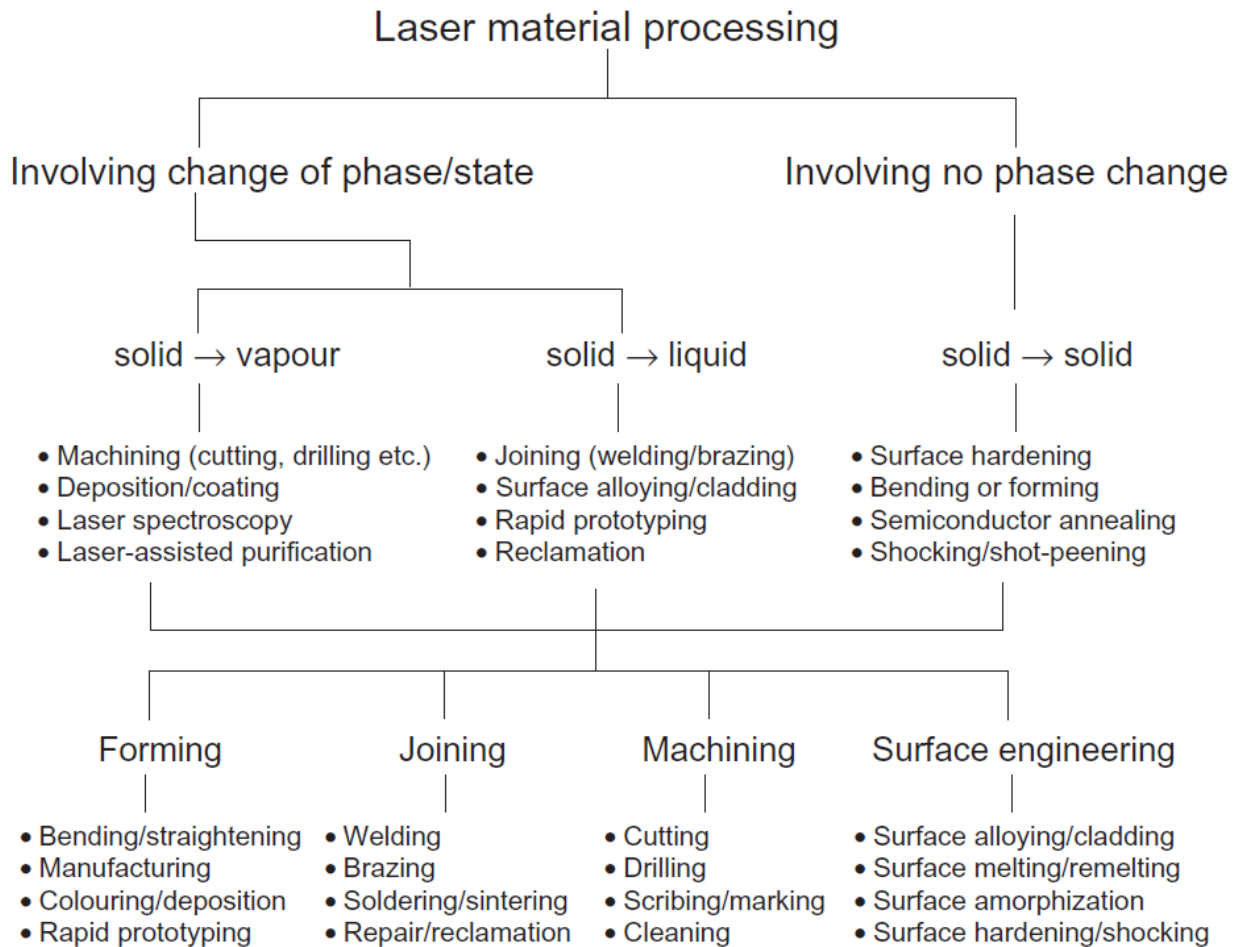 Laser material processing
Involving change of phase/state
Involving no phase change
solid → vapour
solid → liquid
solid → solid
• Machining (cutting, drilling etc.)
• Deposition/coating
• Laser spectroscopy
• Laser-assisted purification
• Joining (welding/brazing)
• Surface alloying/cladding
• Rapid prototyping
• Reclamation
• Surface hardening
• Bending or forming
• Semiconductor annealing
• Shocking/shot-peening
Forming
Joining
Machining
Surface engineering
• Bending/straightening
• Manufacturing
• Colouring/deposition
• Rapid prototyping
• Welding
• Brazing
• Soldering/sintering
• Repair/reclamation
• Cutting
• Drilling
• Scribing/marking
• Cleaning
• Surface alloying/cladding
• Surface melting/remelting
• Surface amorphization
• Surface hardening/shocking